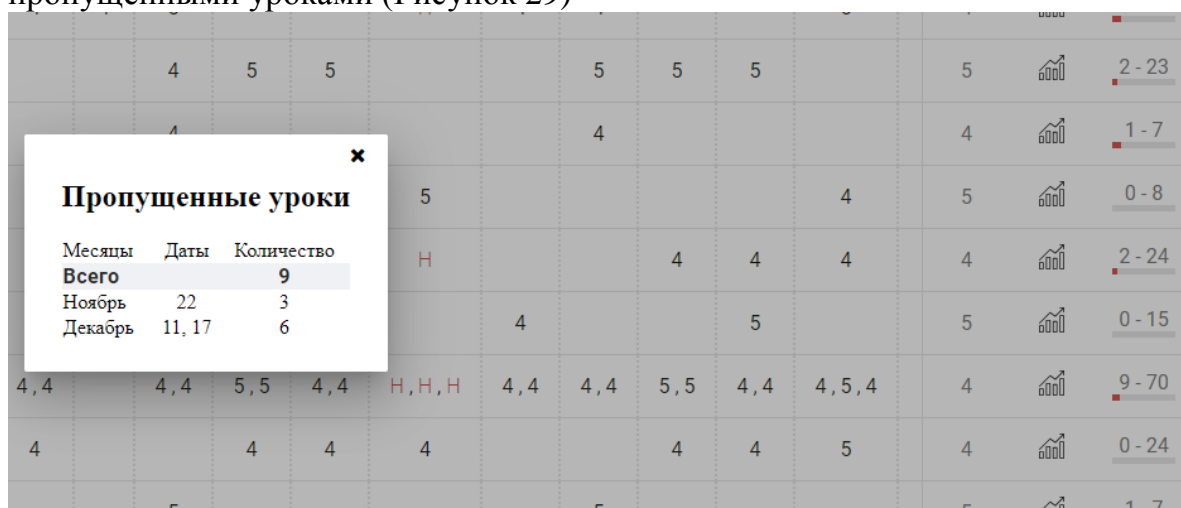 пропущенными уроками (Рисунок 29)
4 5 5 5 5 5 5 2 - 23
4 4 4 1 - 7
Пропущенные уроки
5 4 5 0 - 8
Месяцы Даты Количество
Н 4 4 4 4 2 - 24
Всего 9
Ноябрь 22 3
Декабрь 11, 17 6
4 5 5 0 - 15
4,4 4,4 5,5 4,4 Н,Н,Н 4,4 4,4 5,5 4,4 4,5,4 4 9 - 70
4 4 4 4 4 4 5 4 0 - 24